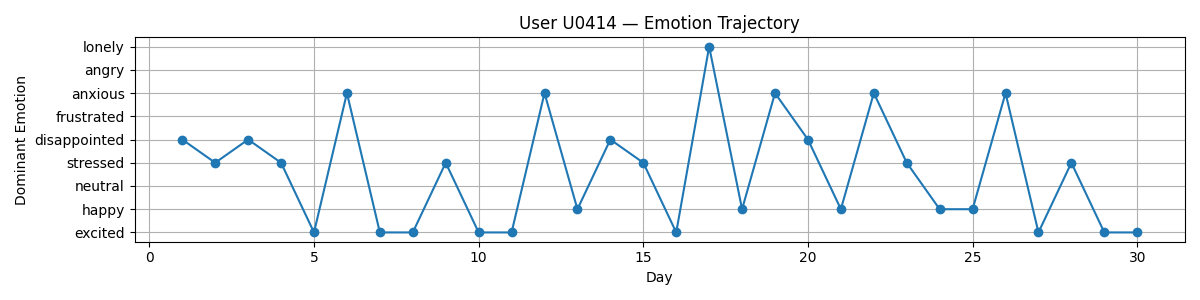 User U0414 — Emotion Trajectory
Dominant Emotion
lonely
angry
anxious
frustrated
disappointed
stressed
neutral
happy
excited
0 5 10 15 20 25 30
Day